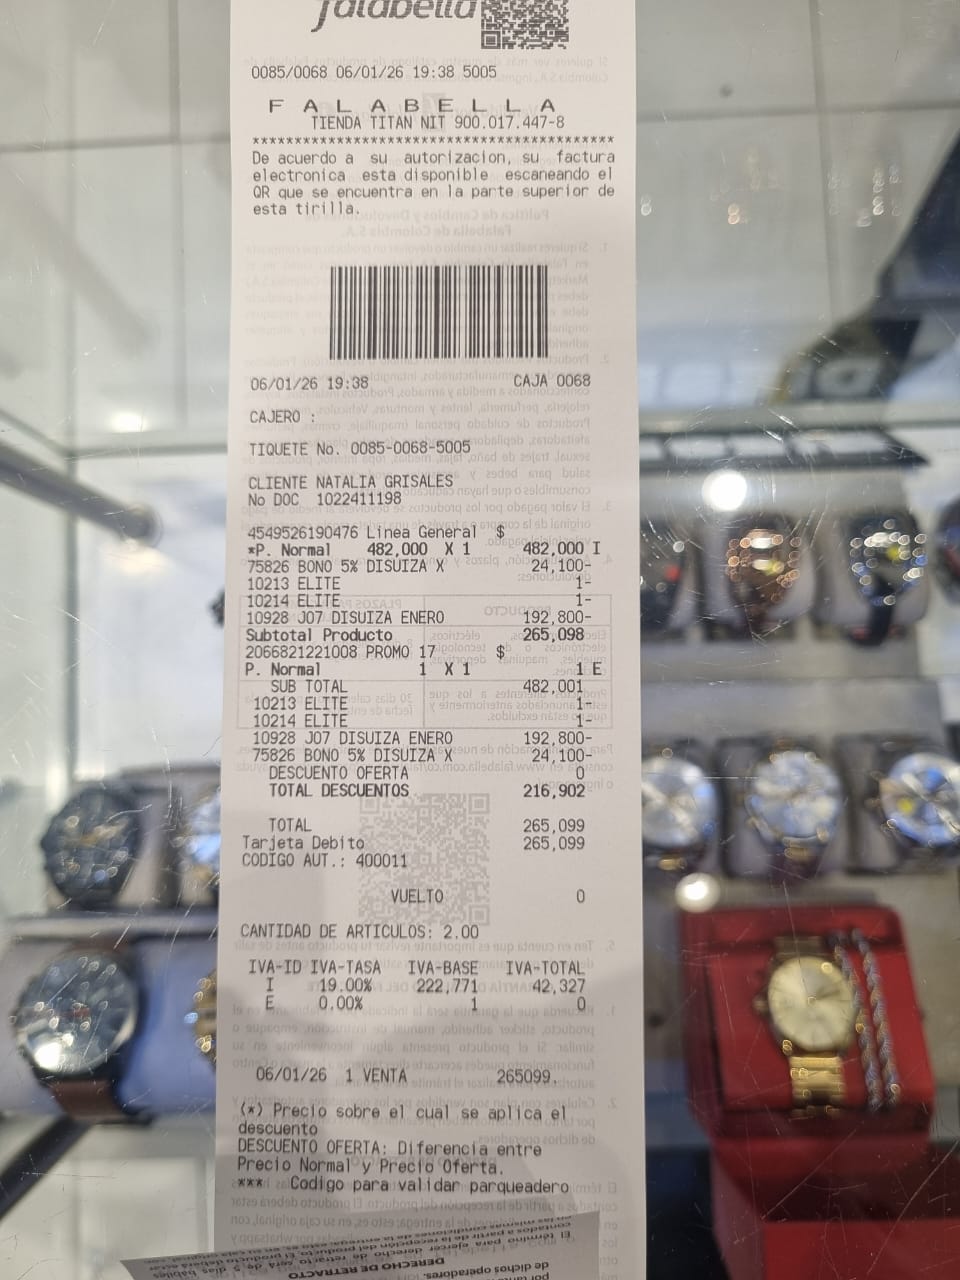 falabella
0085/0068 06/01/26 19:38 5005
F A L A B E L L A
TIENDA TITAN NIT 900.017.447-8
******************************************
De acuerdo a su autorizacion, su factura
electronica esta disponible escaneando el
QR que se encuentra en la parte superior de
esta tirilla.
06/01/26 19:38 CAJA 0068
CAJERO :
TIQUETE No. 0085-0068-5005
CLIENTE NATALIA GRISALES
No DOC 1022411198
4549526190476 Linea General $
*P. Normal 482,000 X 1 482,000 I
75826 BONO 5% DISUIZA X 24,100-
10213 ELITE 1-
10214 ELITE 1-
10928 J07 DISUIZA ENERO 192,800-
Subtotal Producto 265,098
2066821221008 PROMO 17 $
P. Normal 1 X 1 1 E
SUB TOTAL 482,001
10213 ELITE 1-
10214 ELITE 1-
10928 J07 DISUIZA ENERO 192,800-
75826 BONO 5% DISUIZA X 24,100-
DESCUENTO OFERTA 0
TOTAL DESCUENTOS 216,902
TOTAL 265,099
Tarjeta Debito 265,099
CODIGO AUT.: 400011
VUELTO 0
CANTIDAD DE ARTICULOS: 2.00
IVA-ID IVA-TASA IVA-BASE IVA-TOTAL
I 19.00% 222,771 42,327
E 0.00% 1 0
06/01/26 1 VENTA 265099.
(*) Precio sobre el cual se aplica el
descuento
DESCUENTO OFERTA: Diferencia entre
Precio Normal y Precio Oferta.
*** Codigo para validar parqueadero
DERECHO DE RETRACTO